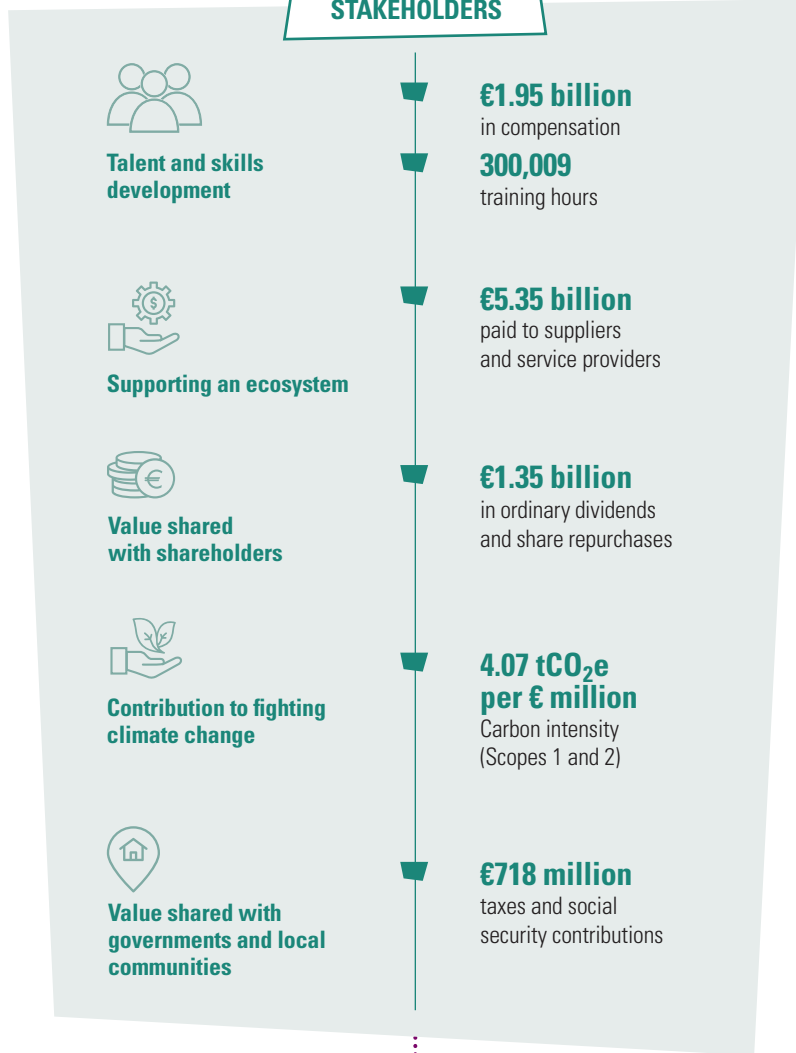 STAKEHOLDERS
Talent and skills
development
€1.95 billion
in compensation
300,009
training hours
Supporting an ecosystem
€5.35 billion
paid to suppliers
and service providers
Value shared
with shareholders
€1.35 billion
in ordinary dividends
and share repurchases
Contribution to fighting
climate change
4.07 tCO₂e
per € million
Carbon intensity
(Scopes 1 and 2)
Value shared with
governments and local
communities
€718 million
taxes and social
security contributions